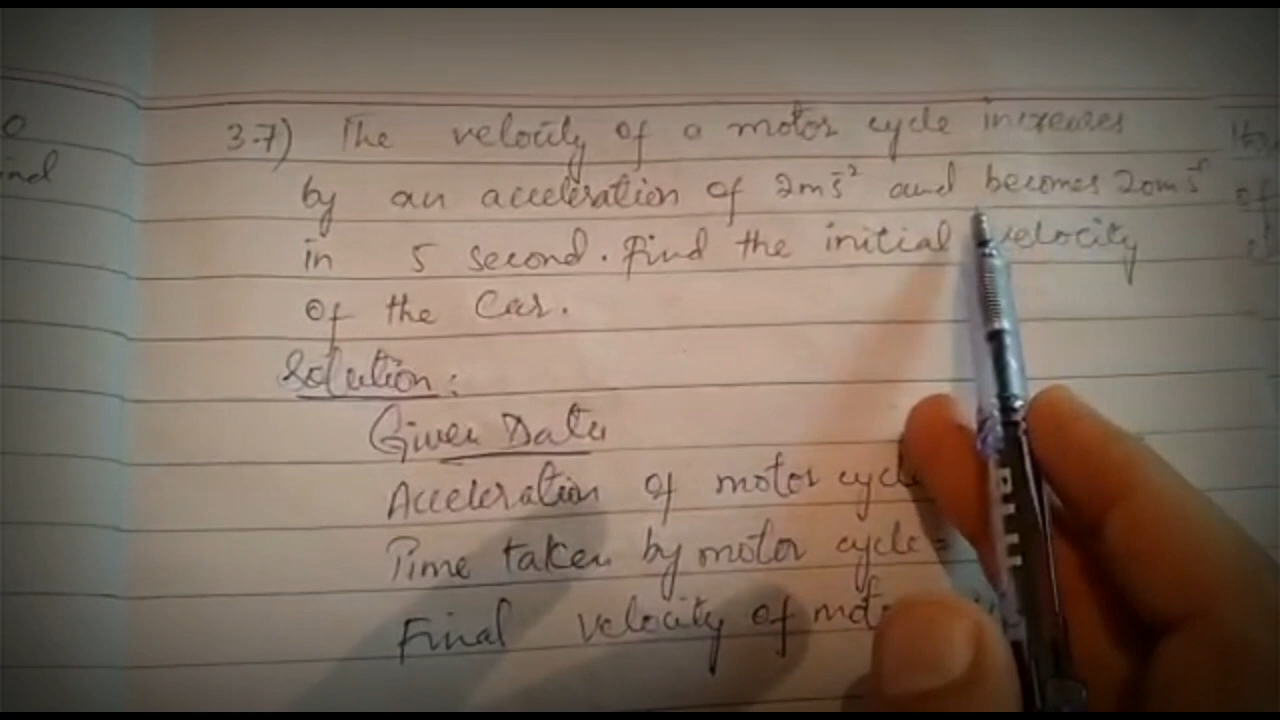 3.7) The velocity of a motor cycle increases
by an acceleration of 2ms⁻² and becomes 20ms⁻¹
in 5 second. Find the initial velocity
of the Car.
Solution:
Given Data
Acceleration of motor cycle
Time taken by motor cycle =
Final velocity of moto